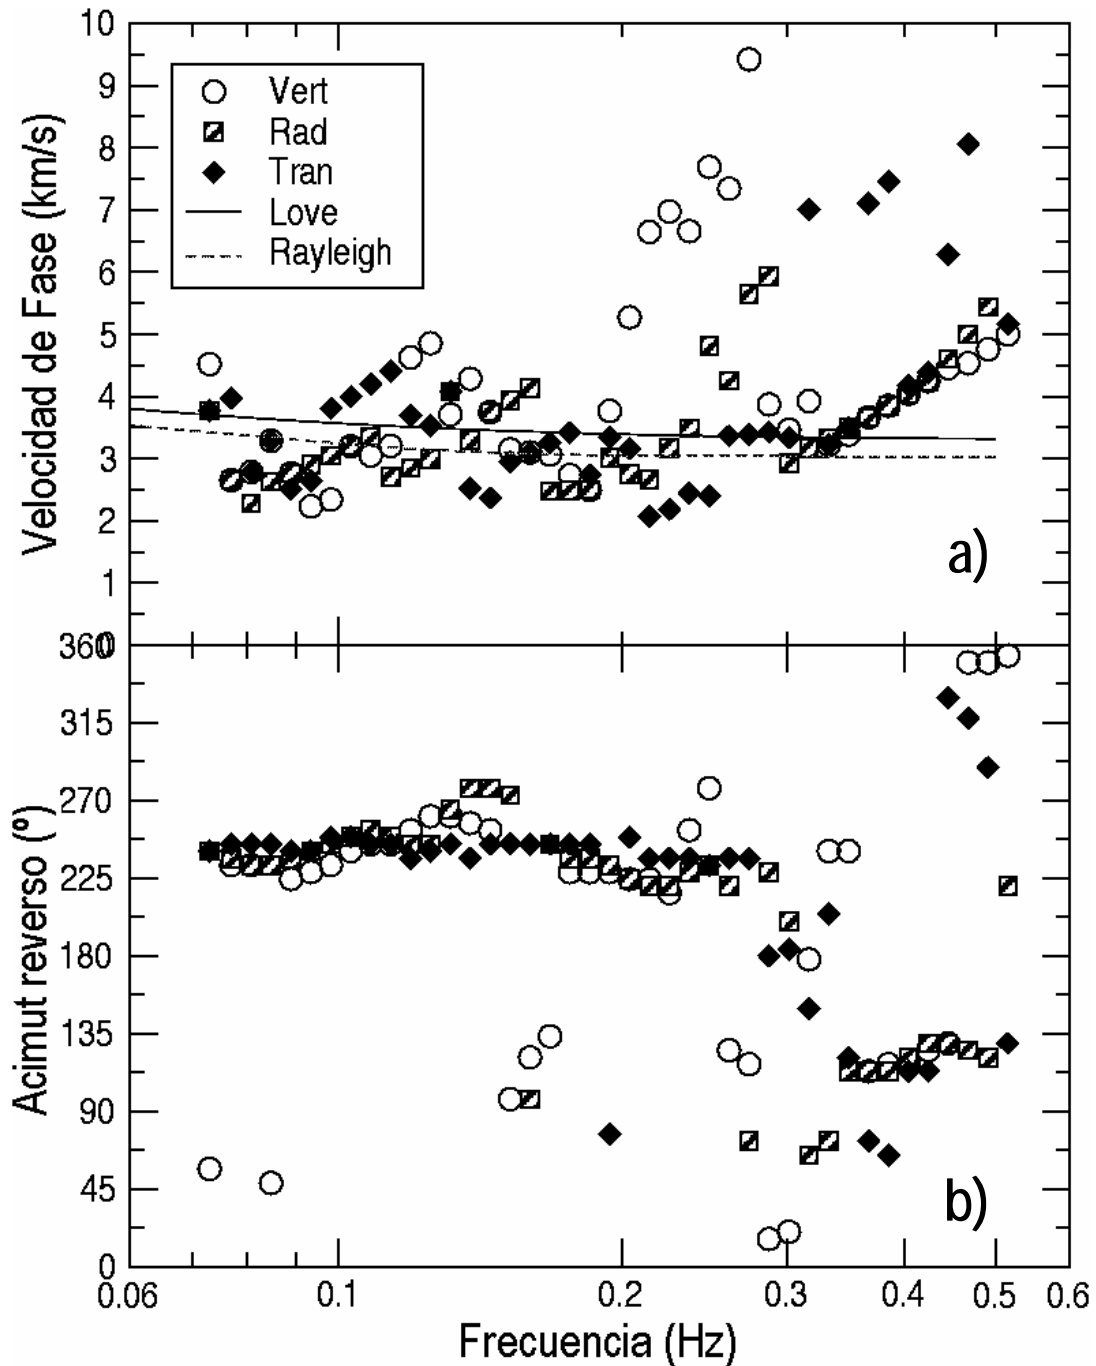 10
9
8
7
6
5
4
3
2
1
0
Velocidad de Fase (km/s)
Vert
Rad
Tran
Love
Rayleigh
a)
360
315
270
225
180
135
90
45
0
Acimut reverso (º)
b)
0.06 0.1 0.2 0.3 0.4 0.5 0.6
Frecuencia (Hz)